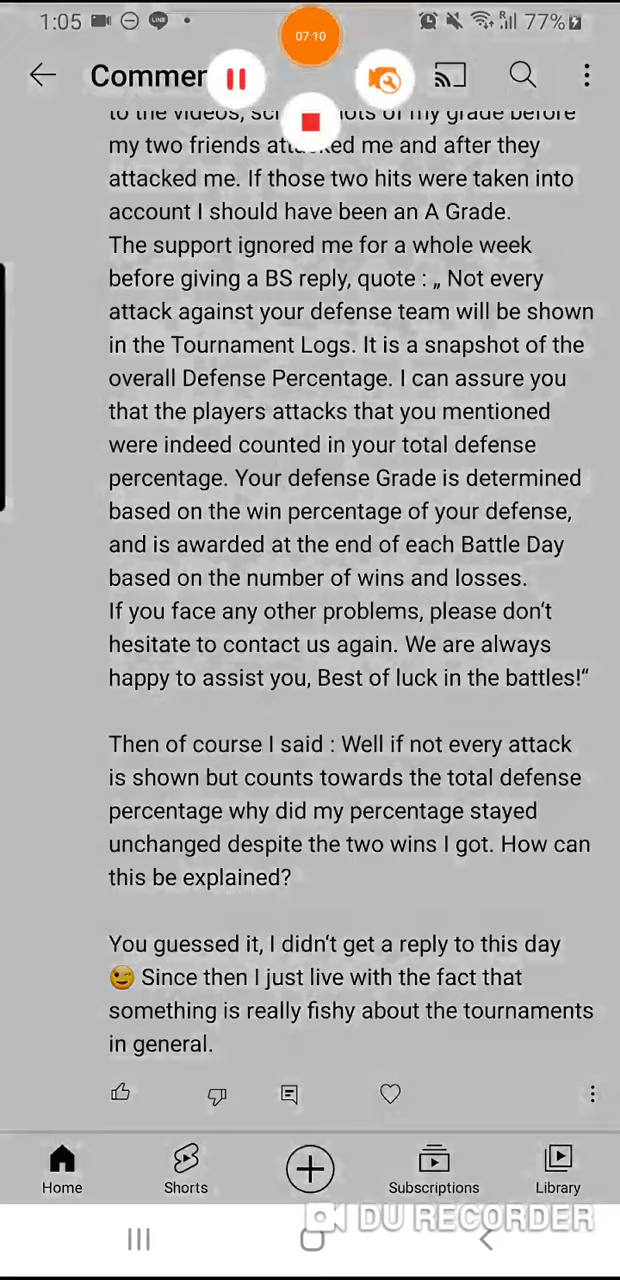 1:05 LINE R 77%
07:10
Commen
to the videos, sc of my grade before
my two friends attacked me and after they
attacked me. If those two hits were taken into
account I should have been an A Grade.
The support ignored me for a whole week
before giving a BS reply, quote : „ Not every
attack against your defense team will be shown
in the Tournament Logs. It is a snapshot of the
overall Defense Percentage. I can assure you
that the players attacks that you mentioned
were indeed counted in your total defense
percentage. Your defense Grade is determined
based on the win percentage of your defense,
and is awarded at the end of each Battle Day
based on the number of wins and losses.
If you face any other problems, please don‘t
hesitate to contact us again. We are always
happy to assist you, Best of luck in the battles!“
Then of course I said : Well if not every attack
is shown but counts towards the total defense
percentage why did my percentage stayed
unchanged despite the two wins I got. How can
this be explained?
You guessed it, I didn‘t get a reply to this day
😉 Since then I just live with the fact that
something is really fishy about the tournaments
in general.
Home Shorts Subscriptions Library
DU RECORDER